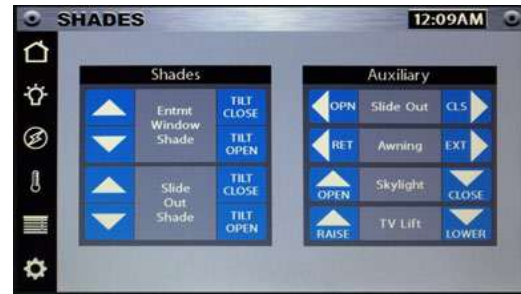 SHADES
12:09AM
Shades
Entmt
Window
Shade
TILT
CLOSE
TILT
OPEN
Slide
Out
Shade
TILT
CLOSE
TILT
OPEN
Auxiliary
OPN Slide Out CLS
RET Awning EXT
OPEN Skylight CLOSE
RAISE TV Lift LOWER